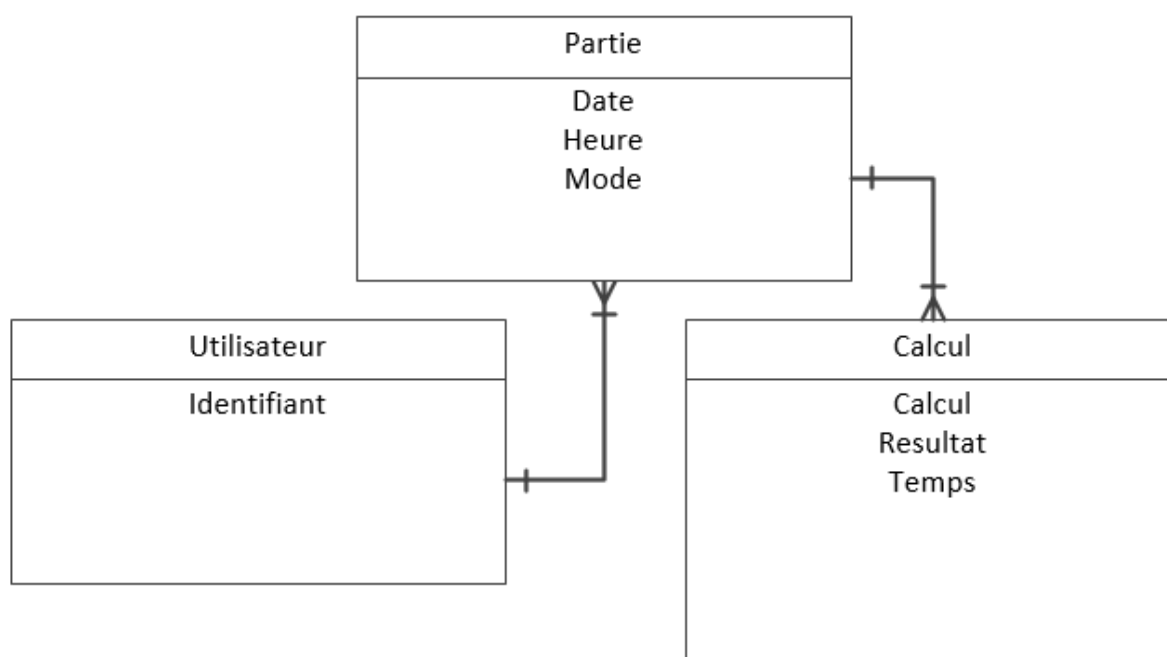 Partie
Date
Heure
Mode
Utilisateur
Identifiant
Calcul
Calcul
Resultat
Temps